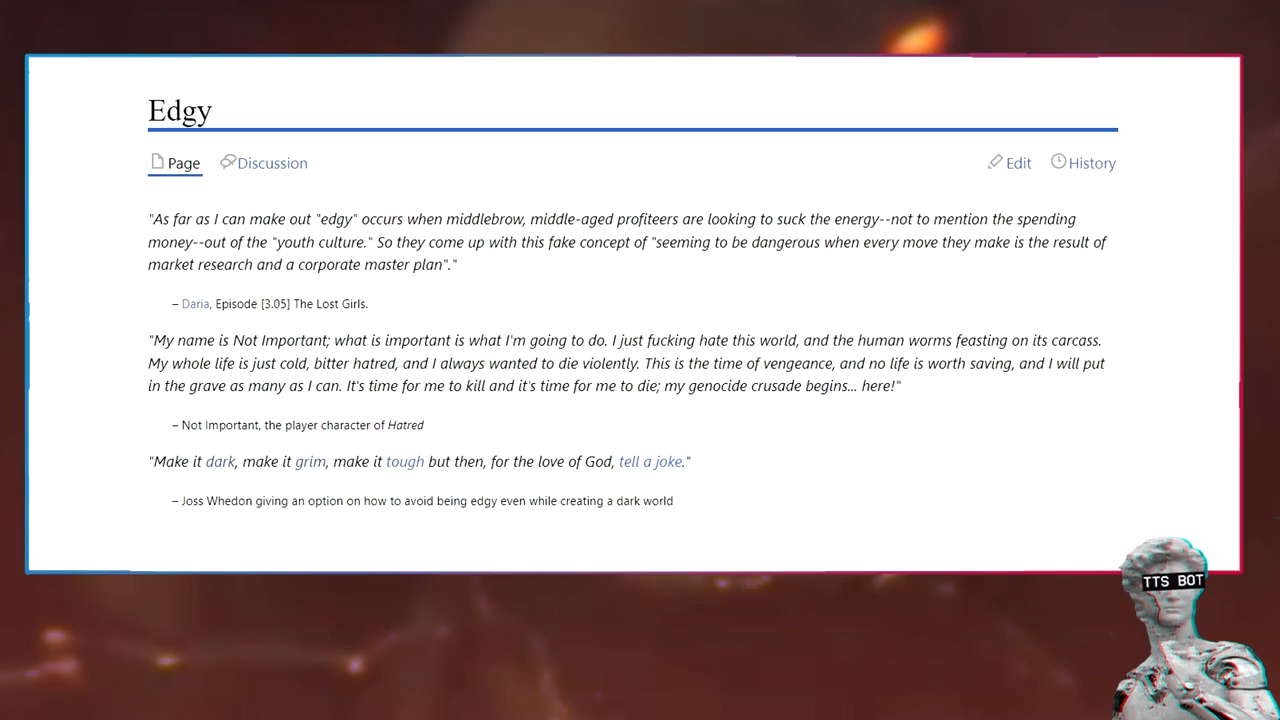 Edgy
Page Discussion Edit History
"As far as I can make out "edgy" occurs when middlebrow, middle-aged profiteers are looking to suck the energy--not to mention the spending
money--out of the "youth culture." So they come up with this fake concept of "seeming to be dangerous when every move they make is the result of
market research and a corporate master plan"."
– Daria, Episode [3.05] The Lost Girls.
"My name is Not Important; what is important is what I'm going to do. I just fucking hate this world, and the human worms feasting on its carcass.
My whole life is just cold, bitter hatred, and I always wanted to die violently. This is the time of vengeance, and no life is worth saving, and I will put
in the grave as many as I can. It's time for me to kill and it's time for me to die; my genocide crusade begins... here!"
– Not Important, the player character of Hatred
"Make it dark, make it grim, make it tough but then, for the love of God, tell a joke."
– Joss Whedon giving an option on how to avoid being edgy even while creating a dark world
TTS BOT